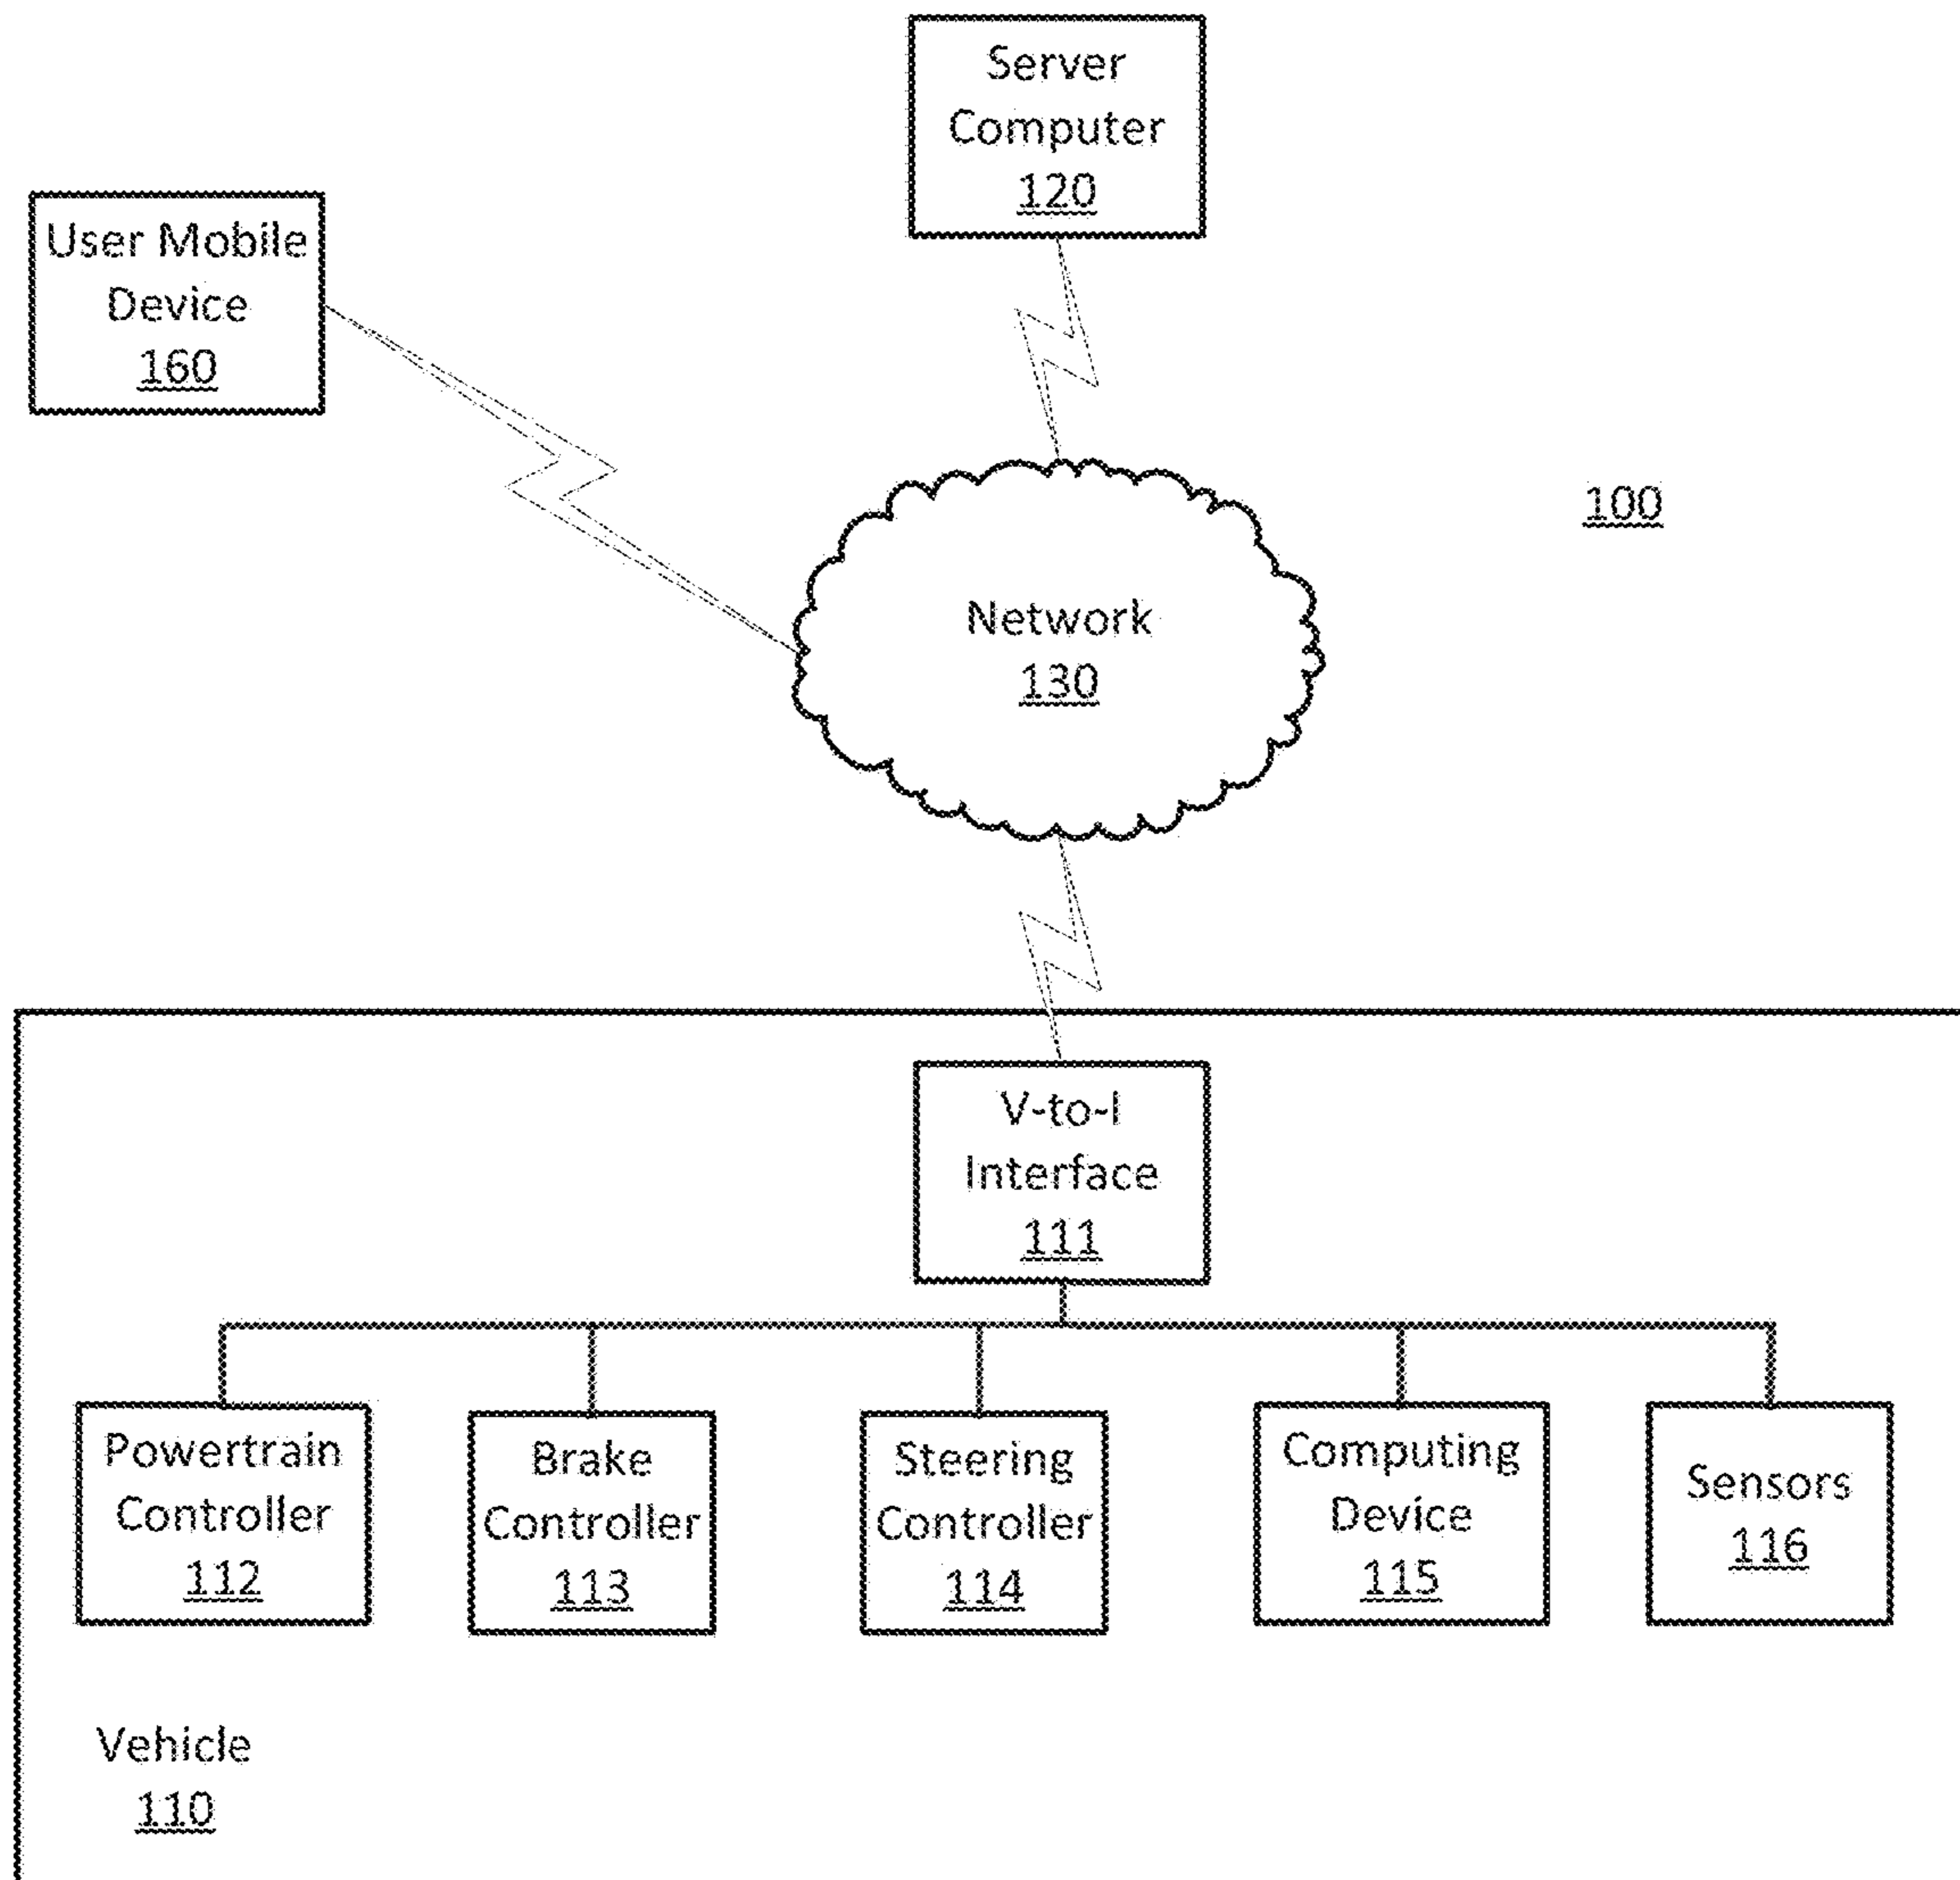 Server
Computer
120
User Mobile
Device
160
100
Network
130
V-to-I
Interface
111
Powertrain
Controller
112
Brake
Controller
113
Steering
Controller
114
Computing
Device
115
Sensors
116
Vehicle
110